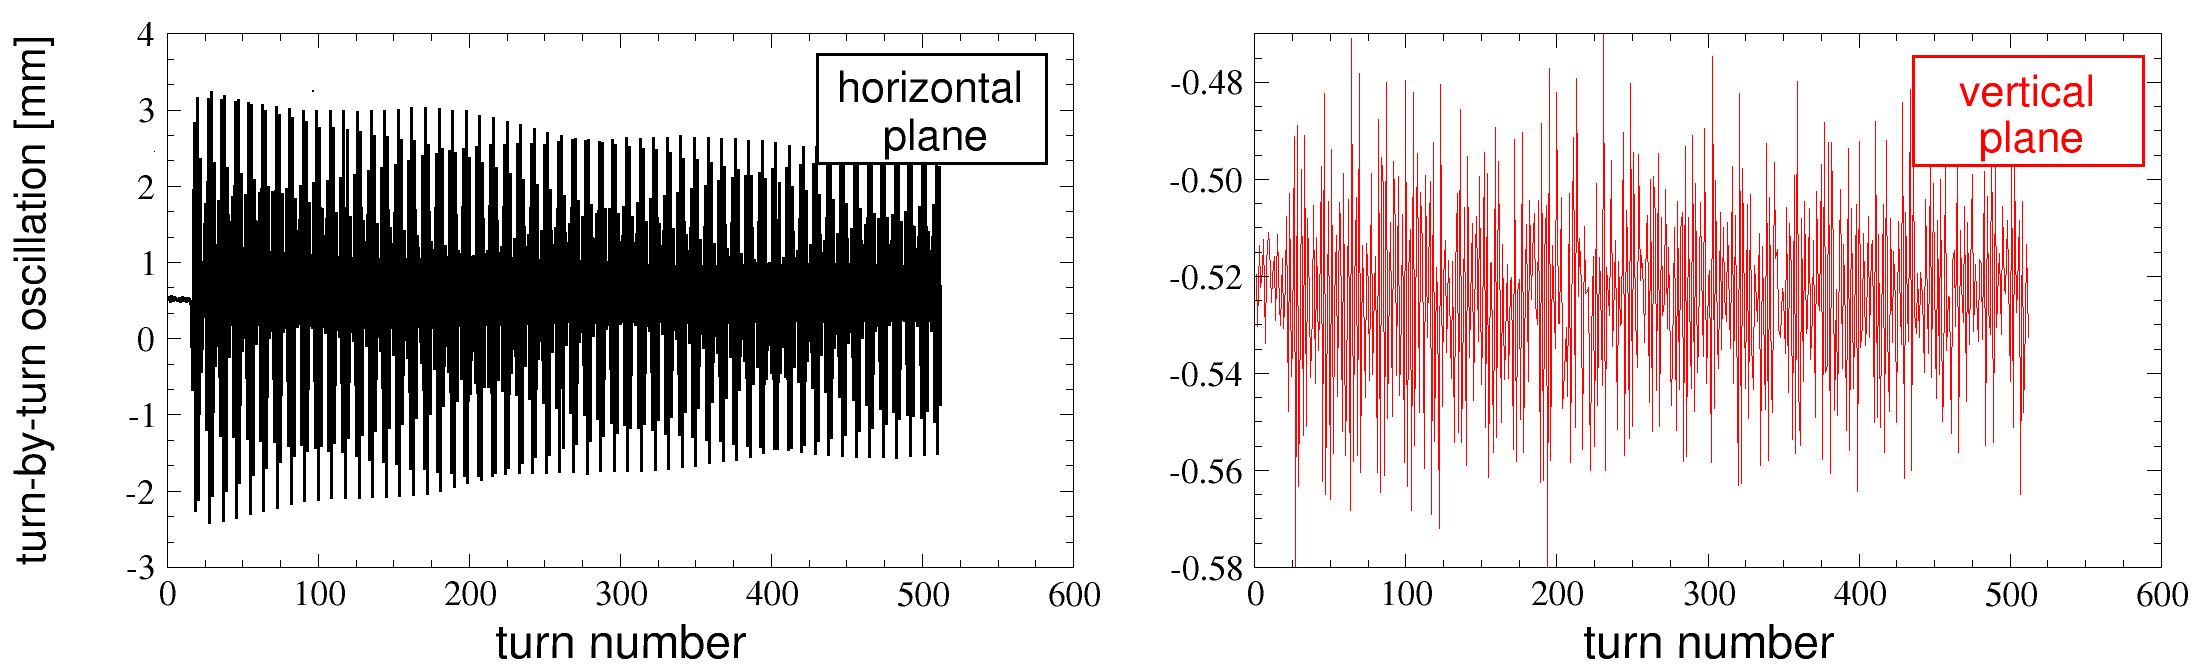 turn-by-turn oscillation [mm]
4
3
2
1
0
-1
-2
-3
0 100 200 300 400 500 600
turn number
horizontal
plane
-0.48
-0.50
-0.52
-0.54
-0.56
-0.58
0 100 200 300 400 500 600
turn number
vertical
plane